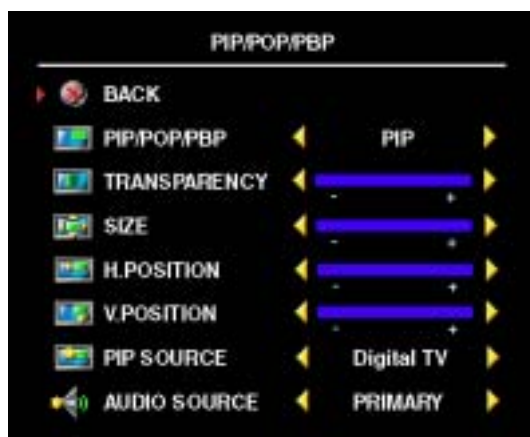 PIP/POP/PBP
BACK
PIP/POP/PBP PIP
TRANSPARENCY
- +
SIZE
- +
H.POSITION
- +
V.POSITION
- +
PIP SOURCE Digital TV
AUDIO SOURCE PRIMARY